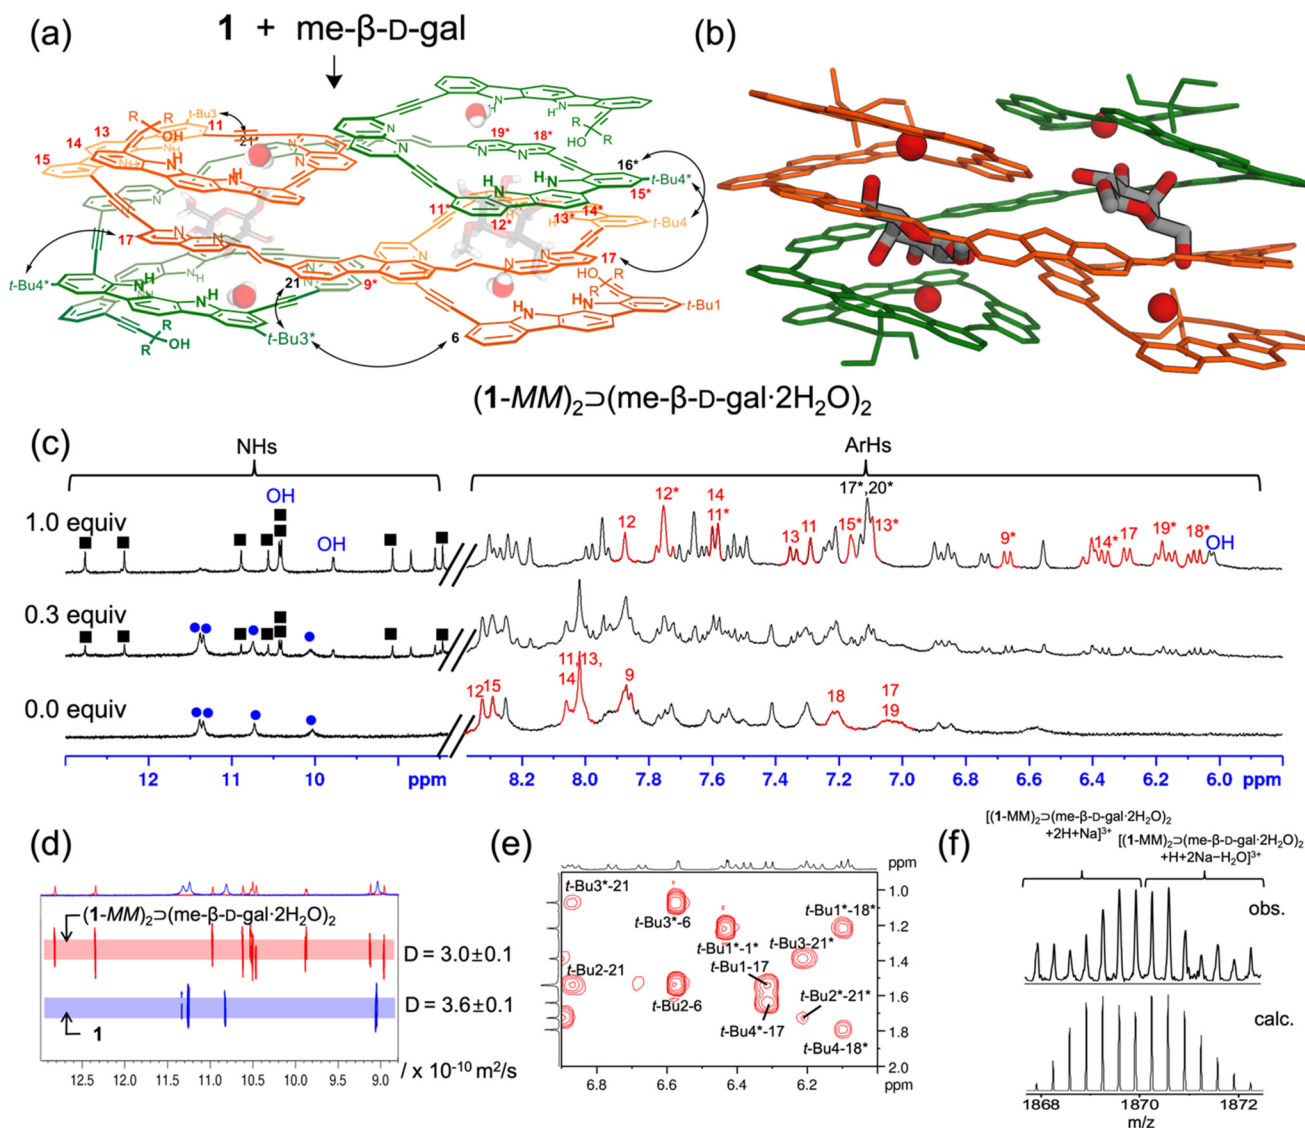 (a)
1 + me-β-D-gal
(b)
t-Bu3
11
21*
R
R
OH
13
14
15
NH
H
N
H
N
N
N
19*
18*
16*
t-Bu4*
15*
t-Bu4
11*
12*
13*
14*
17
17
t-Bu4*
21
9*
t-Bu3*
6
t-Bu1
R
R
OH
(1-MM)₂⊃(me-β-D-gal·2H₂O)₂
(c)
NHs
ArHs
1.0 equiv
OH
OH
12
12*
14
11*
13
11
15*
17*,20*
13*
9*
14*
17
19*
18*
OH
0.3 equiv
0.0 equiv
12
15
11,13,
14
9
18
17
19
12
11
10
ppm
8.2
8.0
7.8
7.6
7.4
7.2
7.0
6.8
6.6
6.4
6.2
6.0
ppm
(d)
(1-MM)₂⊃(me-β-D-gal·2H₂O)₂
D = 3.0±0.1
D = 3.6±0.1
1
12.5
12.0
11.5
11.0
10.5
10.0
9.5
9.0
/ x 10⁻¹⁰ m²/s
(e)
ppm
t-Bu3*-21
t-Bu3*-6
t-Bu1*-18*
t-Bu1*-1*
t-Bu3-21*
t-Bu2-21
t-Bu1-17
t-Bu2-6
t-Bu2*-21*
t-Bu4*-17
t-Bu4-18*
1.0
1.2
1.4
1.6
1.8
2.0
6.8
6.6
6.4
6.2
ppm
ppm
(f)
[(1-MM)₂⊃(me-β-D-gal·2H₂O)₂
+2H+Na]³⁺
[(1-MM)₂⊃(me-β-D-gal·2H₂O)₂
+H+2Na−H₂O]³⁺
obs.
calc.
1868
1870
1872
m/z